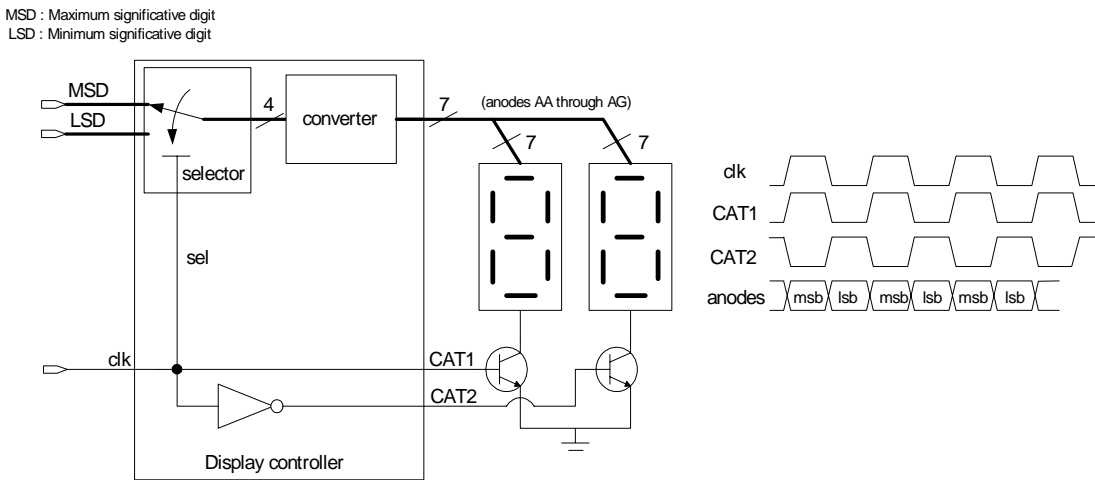 MSD : Maximum significative digit
LSD : Minimum significative digit
MSD
LSD
4
converter
7
(anodes AA through AG)
7
7
selector
sel
clk
CAT1
CAT2
Display controller
clk
CAT1
CAT2
anodes
msb
lsb
msb
lsb
msb
lsb